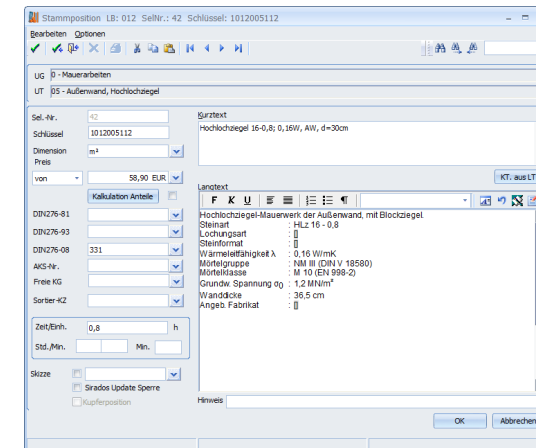 Stammposition LB: 012 SelNr.: 42 Schlüssel: 1012005112
Bearbeiten Optionen
UG 0 - Mauerarbeiten
UT 05 - Außenwand, Hochlochziegel
Sel.-Nr. 42
Schlüssel 1012005112
Dimension m²
Preis
von 58,90 EUR
Kalkulation Anteile
DIN276-81
DIN276-93
DIN276-08 331
AKS-Nr.
Freie KG
Sortier-KZ
Zeit/Einh. 0,8 h
Std./Min. Min.
Skizze
Sirados Update Sperre
Kupferposition
Kurztext
Hochlochziegel 16-0,8; 0,16W, AW, d=30cm
KT. aus LT
Langtext
F K U
Hochlochziegel-Mauerwerk der Außenwand, mit Blockziegel.
Steinart : HLz 16 - 0,8
Lochungsart : []
Steinformat : []
Wärmeleitfähigkeit λ : 0,16 W/mK
Mörtelgruppe : NM III (DIN V 18580)
Mörtelklasse : M 10 (EN 998-2)
Grundw. Spannung σ0 : 1,2 MN/m²
Wanddicke : 36,5 cm
Angeb. Fabrikat : []
Hinweis
OK Abbrechen